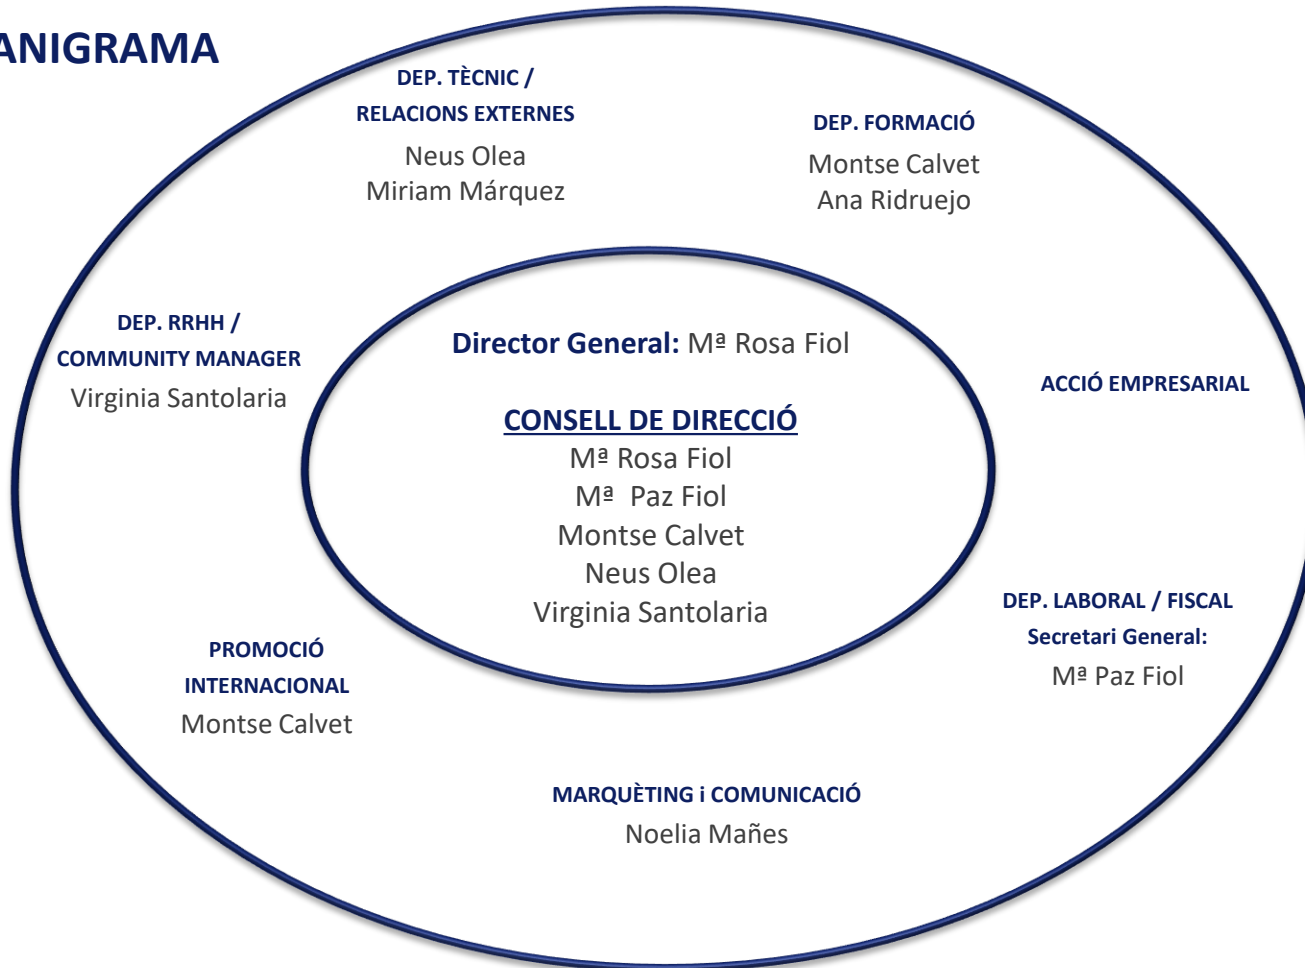 ANIGRAMA
DEP. TÈCNIC /
RELACIONS EXTERNES
Neus Olea
Miriam Márquez
DEP. FORMACIÓ
Montse Calvet
Ana Ridruejo
DEP. RRHH /
COMMUNITY MANAGER
Virginia Santolaria
Director General: Mª Rosa Fiol
CONSELL DE DIRECCIÓ
Mª Rosa Fiol
Mª Paz Fiol
Montse Calvet
Neus Olea
Virginia Santolaria
ACCIÓ EMPRESARIAL
DEP. LABORAL / FISCAL
Secretari General:
Mª Paz Fiol
PROMOCIÓ
INTERNACIONAL
Montse Calvet
MARQUÈTING i COMUNICACIÓ
Noelia Mañes